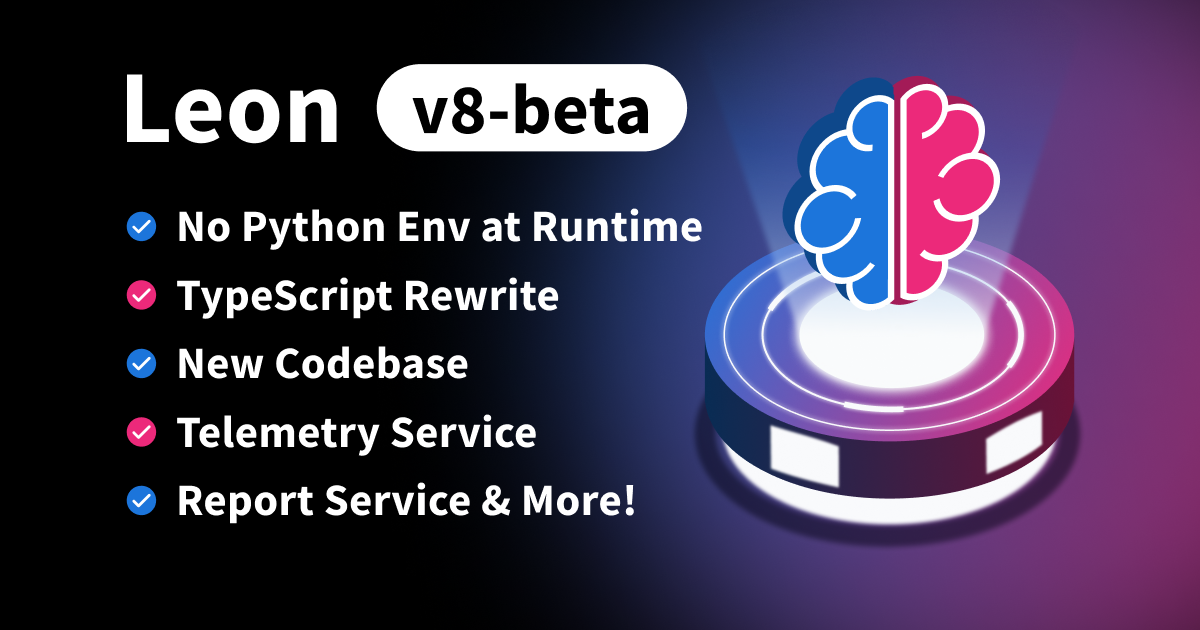 Leon v8-beta
No Python Env at Runtime
TypeScript Rewrite
New Codebase
Telemetry Service
Report Service & More!